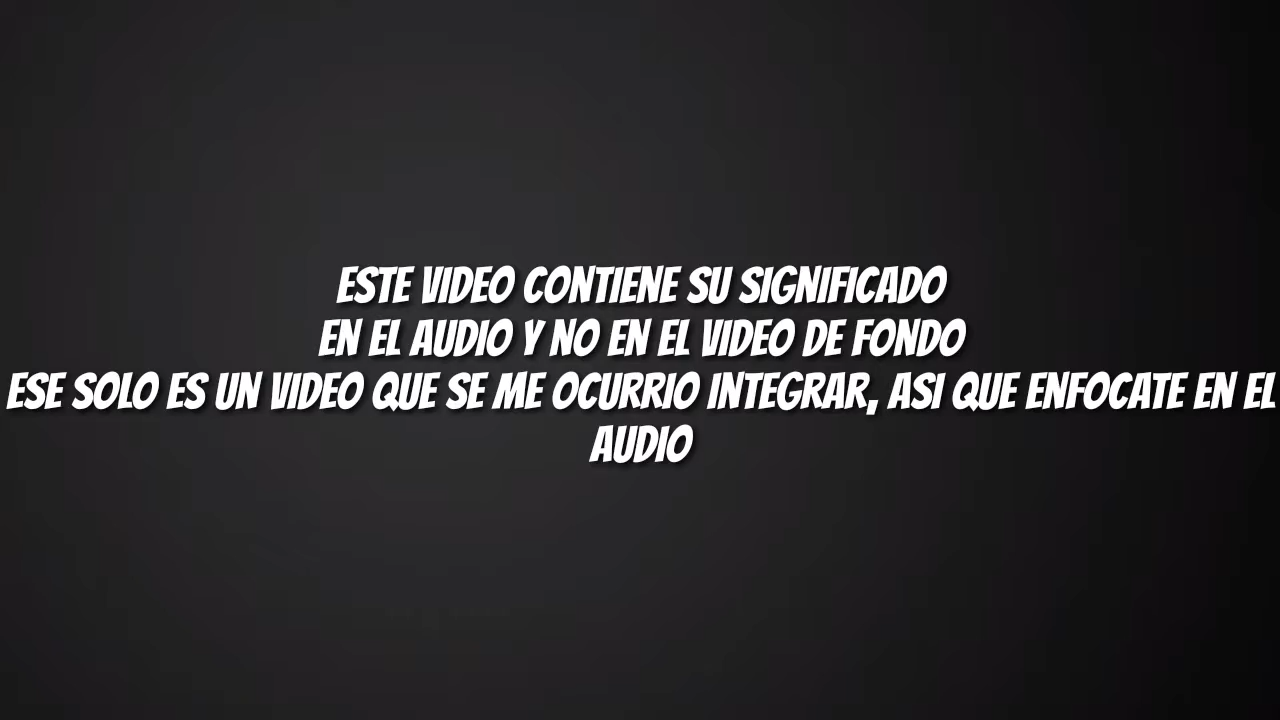 ESTE VIDEO CONTIENE SU SIGNIFICADO
EN EL AUDIO Y NO EN EL VIDEO DE FONDO
ESE SOLO ES UN VIDEO QUE SE ME OCURRIO INTEGRAR, ASI QUE ENFOCATE EN EL
AUDIO